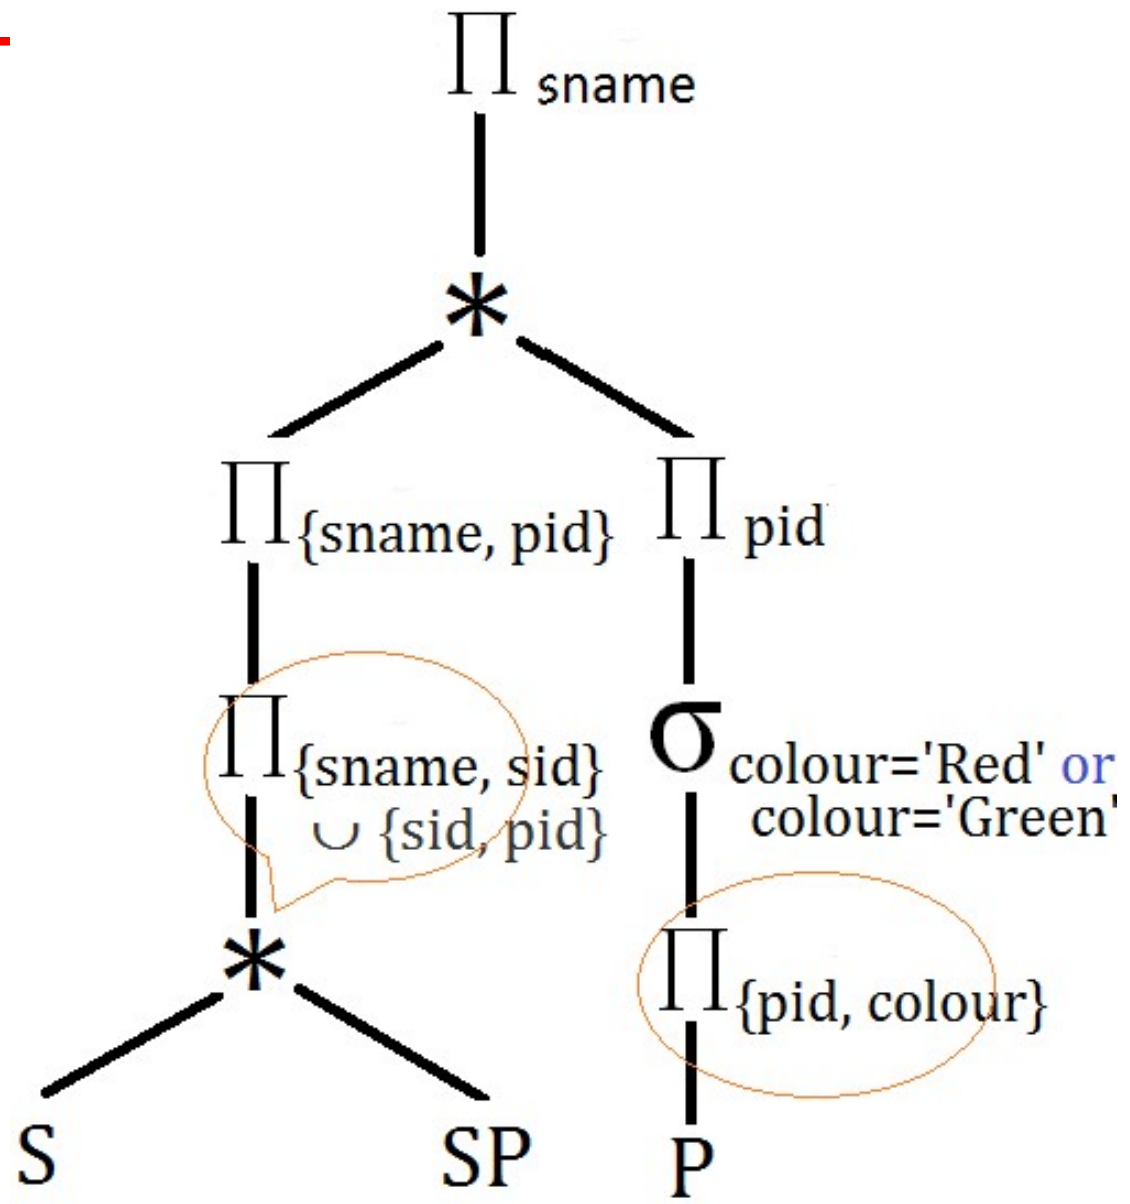 ∏ sname
*
∏ {sname, pid}
∏ pid
∏ {sname, sid}
∪ {sid, pid}
σ colour='Red' or
colour='Green'
*
∏ {pid, colour}
S
SP
P